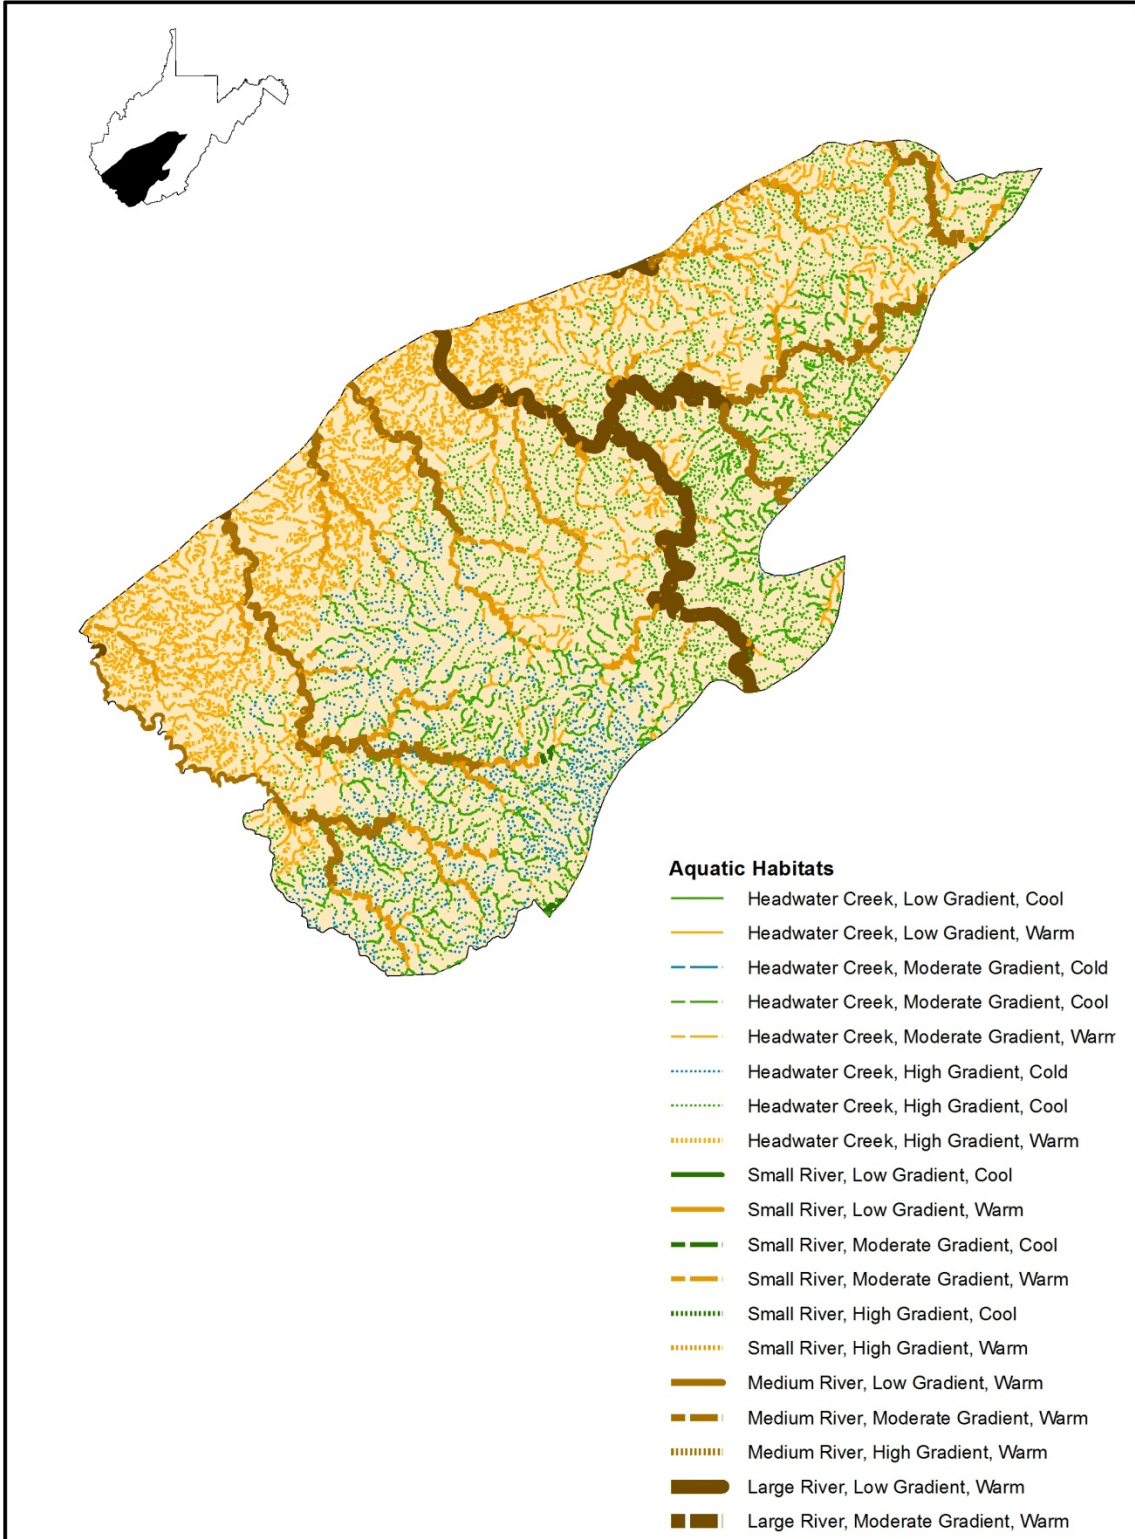 Aquatic Habitats
Headwater Creek, Low Gradient, Cool
Headwater Creek, Low Gradient, Warm
Headwater Creek, Moderate Gradient, Cold
Headwater Creek, Moderate Gradient, Cool
Headwater Creek, Moderate Gradient, Warm
Headwater Creek, High Gradient, Cold
Headwater Creek, High Gradient, Cool
Headwater Creek, High Gradient, Warm
Small River, Low Gradient, Cool
Small River, Low Gradient, Warm
Small River, Moderate Gradient, Cool
Small River, Moderate Gradient, Warm
Small River, High Gradient, Cool
Small River, High Gradient, Warm
Medium River, Low Gradient, Warm
Medium River, Moderate Gradient, Warm
Medium River, High Gradient, Warm
Large River, Low Gradient, Warm
Large River, Moderate Gradient, Warm